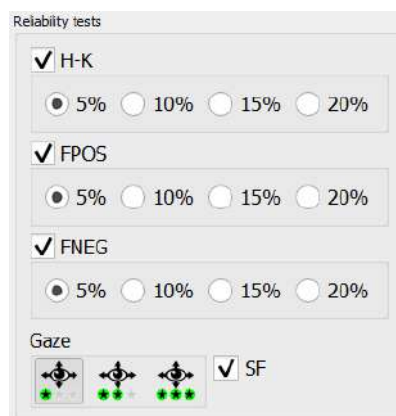 Reliability tests
H-K
5% 10% 15% 20%
FPOS
5% 10% 15% 20%
FNEG
5% 10% 15% 20%
Gaze
SF